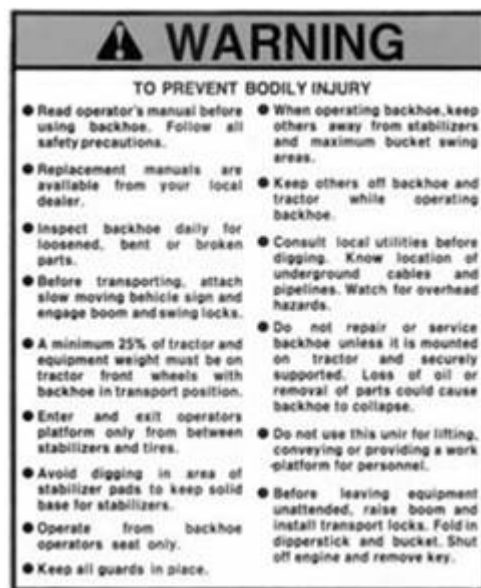 WARNING
TO PREVENT BODILY INJURY
● Read operator's manual before
using backhoe. Follow all
safety precautions.
● Replacement manuals are
available from your local
dealer.
● Inspect backhoe daily for
loosened, bent or broken
parts.
● Before transporting, attach
slow moving behicle sign and
engage boom and swing locks.
● A minimum 25% of tractor and
equipment weight must be on
tractor front wheels with
backhoe in transport position.
● Enter and exit operators
platform only from between
stabilizers and tires.
● Avoid digging in area of
stabilizer pads to keep solid
base for stabilizers.
● Operate from backhoe
operators seat only.
● Keep all guards in place.
● When operating backhoe, keep
others away from stabilizers
and maximum bucket swing
areas.
● Keep others off backhoe and
tractor while operating
backhoe.
● Consult local utilities before
digging. Know location of
underground cables and
pipelines. Watch for overhead
hazards.
● Do not repair or service
backhoe unless it is mounted
on tractor and securely
supported. Loss of oil or
removal of parts could cause
backhoe to collapse.
● Do not use this unir for lifting,
conveying or providing a work
-platform for personnel.
● Before leaving equipment
unattended, raise boom and
install transport locks. Fold in
dipperstick and bucket. Shut
off engine and remove key.